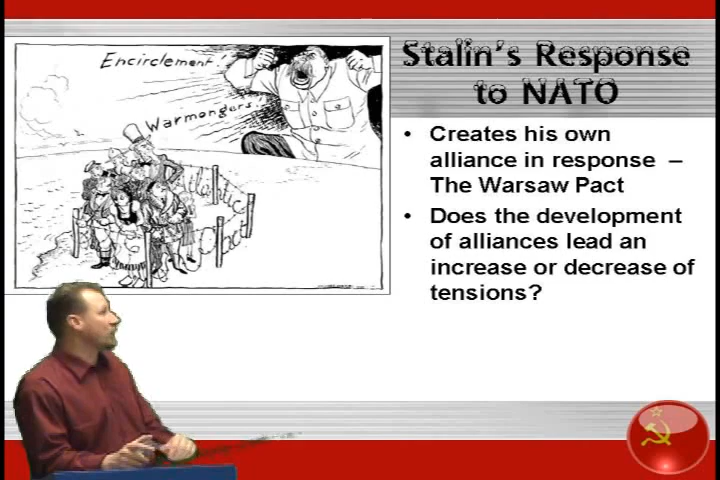 Stalin's Response
to NATO
Encirclement!
Warmongers!
Atlantic
Pact
• Creates his own
alliance in response –
The Warsaw Pact
• Does the development
of alliances lead an
increase or decrease of
tensions?